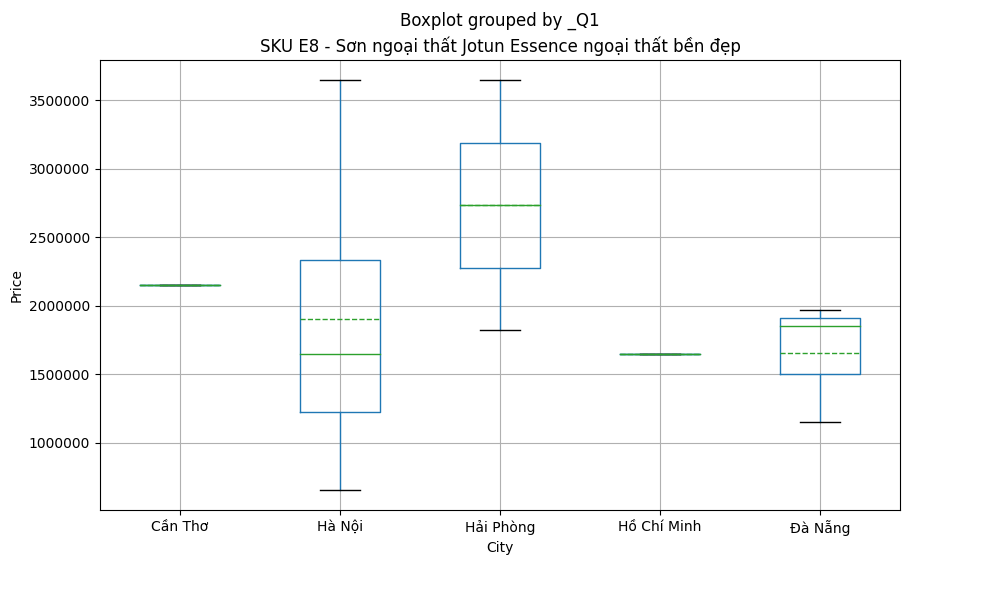 Boxplot grouped by _Q1
SKU E8 - Sơn ngoại thất Jotun Essence ngoại thất bền đẹp
3500000
3000000
2500000
2000000
1500000
1000000
Price
Cần Thơ
Hà Nội
Hải Phòng
Hồ Chí Minh
Đà Nẵng
City